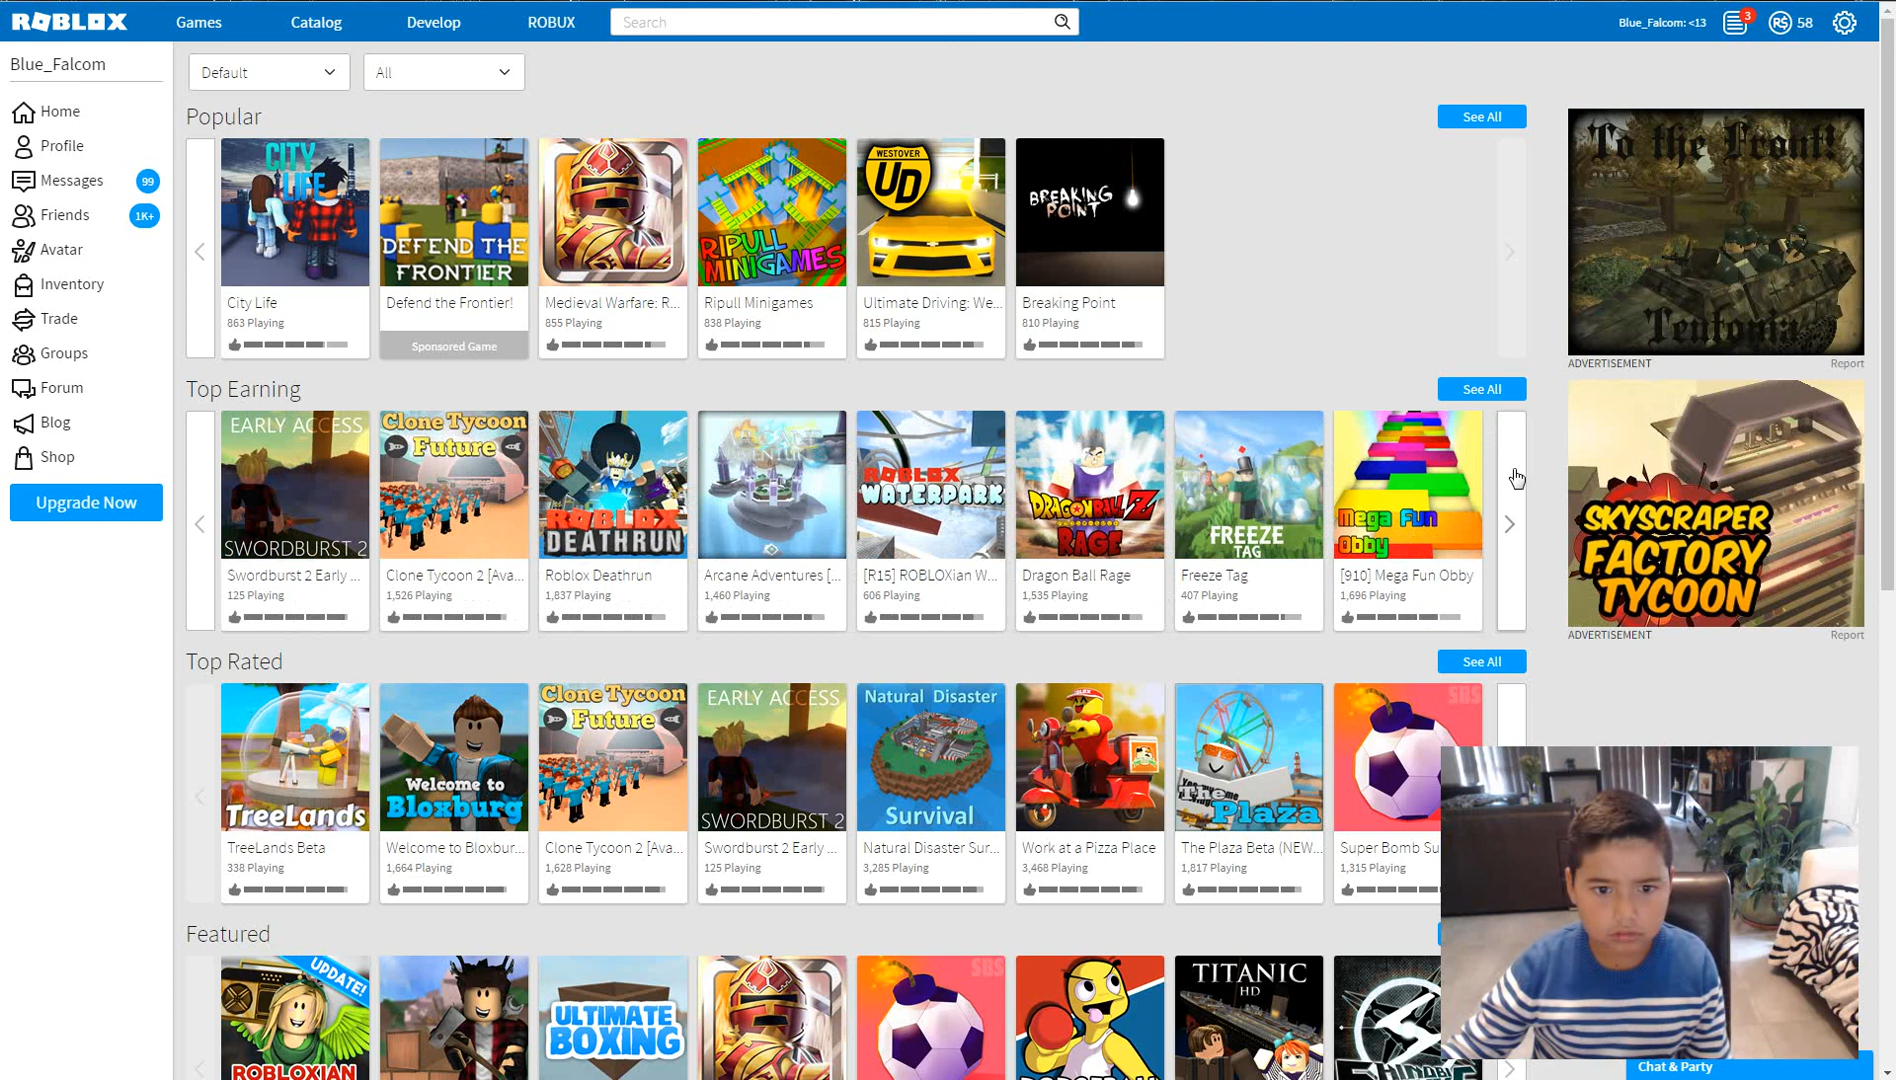 ROBLOX
Games
Catalog
Develop
ROBUX
Search
Blue_Falcom: <13
3
R$ 58
Blue_Falcom
Home
Profile
Messages 99
Friends 1K+
Avatar
Inventory
Trade
Groups
Forum
Blog
Shop
Upgrade Now
Default
All
Popular
See All
CITY LIFE
DEFEND THE FRONTIER
RIPULL MINIGAMES
WESTOVER UD
BREAKING POINT
City Life
863 Playing
Defend the Frontier!
Sponsored Game
Medieval Warfare: R...
855 Playing
Ripull Minigames
838 Playing
Ultimate Driving: We...
815 Playing
Breaking Point
810 Playing
To the Front!
Teutonia
ADVERTISEMENT
Report
Top Earning
See All
EARLY ACCESS
SWORDBURST 2
Clone Tycoon Future
ROBLOX DEATHRUN
ROBLOX WATERPARK
DRAGON BALL RAGE
FREEZE TAG
Mega Fun Obby
Swordburst 2 Early ...
125 Playing
Clone Tycoon 2 [Ava...
1,526 Playing
Roblox Deathrun
1,837 Playing
Arcane Adventures [...
1,460 Playing
[R15] ROBLOXian W...
606 Playing
Dragon Ball Rage
1,535 Playing
Freeze Tag
407 Playing
[910] Mega Fun Obby
1,696 Playing
SKYSCRAPER
FACTORY
TYCOON
ADVERTISEMENT
Report
Top Rated
See All
TreeLands
Welcome to Bloxburg
Clone Tycoon Future
EARLY ACCESS
SWORDBURST 2
Natural Disaster
Survival
The Plaza
SBS
TreeLands Beta
338 Playing
Welcome to Bloxbur...
1,664 Playing
Clone Tycoon 2 [Ava...
1,628 Playing
Swordburst 2 Early ...
125 Playing
Natural Disaster Sur...
3,285 Playing
Work at a Pizza Place
3,468 Playing
The Plaza Beta (NEW...
1,817 Playing
Super Bomb Su
1,315 Playing
Featured
UPDATE!
ROBLOXIAN
ULTIMATE BOXING
SBS
TITANIC HD
Chat & Party